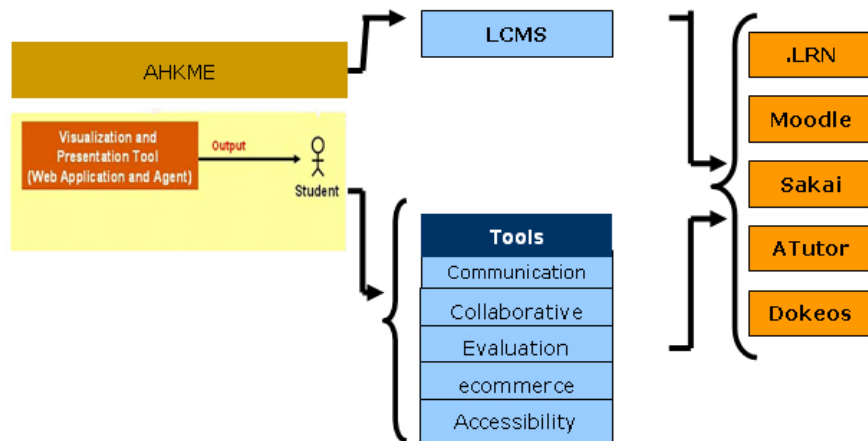 AHKME
Visualization and
Presentation Tool
(Web Application and Agent)
Output
Student
LCMS
Tools
Communication
Collaborative
Evaluation
ecommerce
Accessibility
.LRN
Moodle
Sakai
ATutor
Dokeos